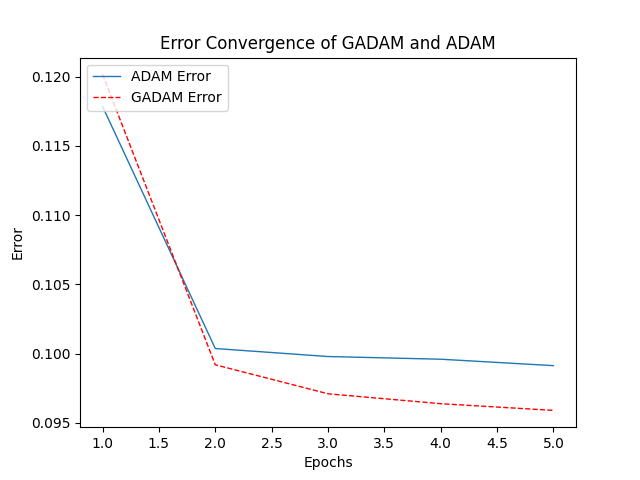 Error Convergence of GADAM and ADAM
ADAM Error
GADAM Error
0.120
0.115
0.110
0.105
0.100
0.095
Error
1.0 1.5 2.0 2.5 3.0 3.5 4.0 4.5 5.0
Epochs